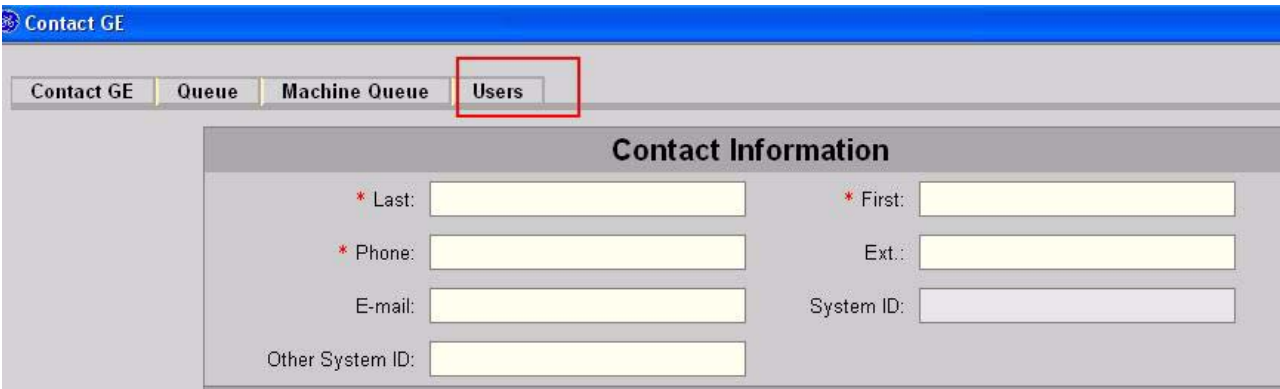 Contact GE
Contact GE Queue Machine Queue Users
Contact Information
* Last: * First:
* Phone: Ext.:
E-mail: System ID:
Other System ID: